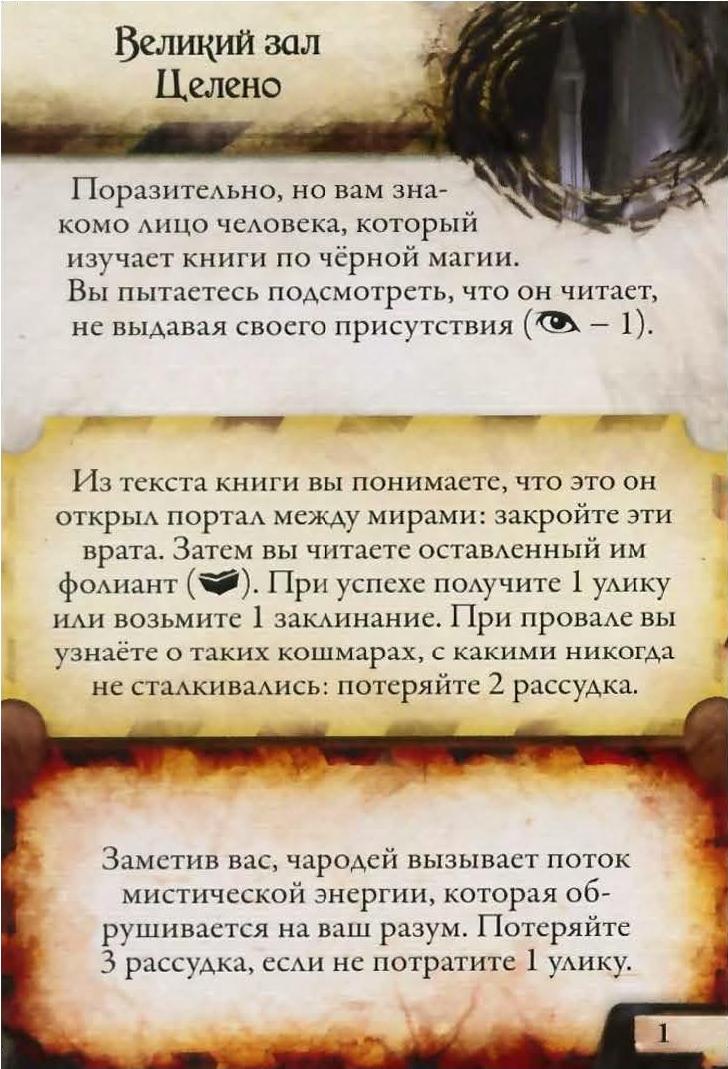 Великий зал
Целено
Поразительно, но вам зна-
комо лицо человека, который
изучает книги по чёрной магии.
Вы пытаетесь подсмотреть, что он читает,
не выдавая своего присутствия ( – 1).
Из текста книги вы понимаете, что это он
открыл портал между мирами: закройте эти
врата. Затем вы читаете оставленный им
фолиант ( ). При успехе получите 1 улику
или возьмите 1 заклинание. При провале вы
узнаёте о таких кошмарах, с какими никогда
не сталкивались: потеряйте 2 рассудка.
Заметив вас, чародей вызывает поток
мистической энергии, которая об-
рушивается на ваш разум. Потеряйте
3 рассудка, если не потратите 1 улику.
1